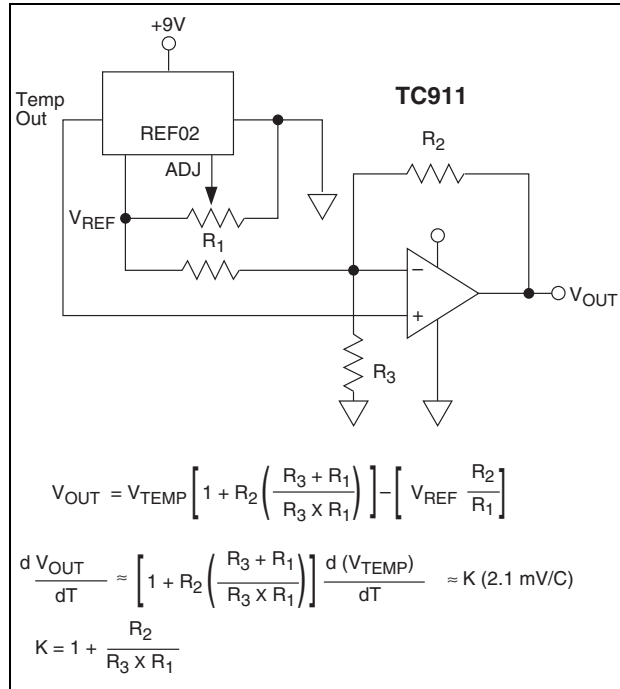 +9V
Temp
Out
TC911
REF02
R2
ADJ
VREF
R1
−
VOUT
+
R3
VOUT = VTEMP [ 1 + R2 ( R3 + R1 / R3 X R1 ) ] – [ VREF R2 / R1 ]
d VOUT / dT ≈ [ 1 + R2 ( R3 + R1 / R3 X R1 ) ] d (VTEMP) / dT ≈ K (2.1 mV/C)
K = 1 + R2 / R3 X R1